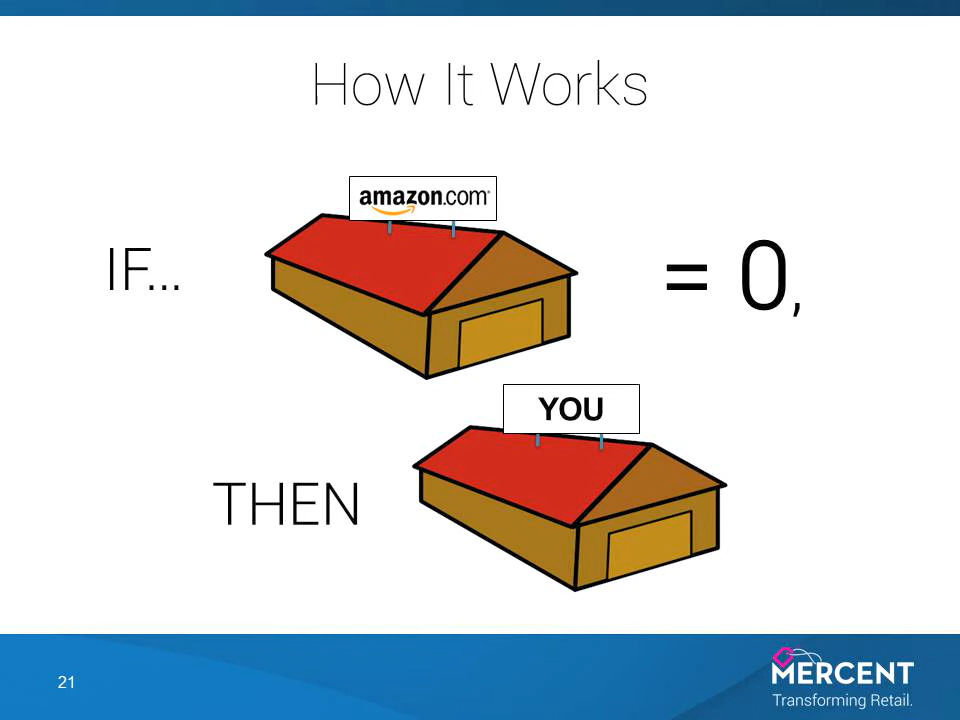 How It Works
amazon.com
IF...
= 0,
YOU
THEN
21
MERCENT
Transforming Retail.